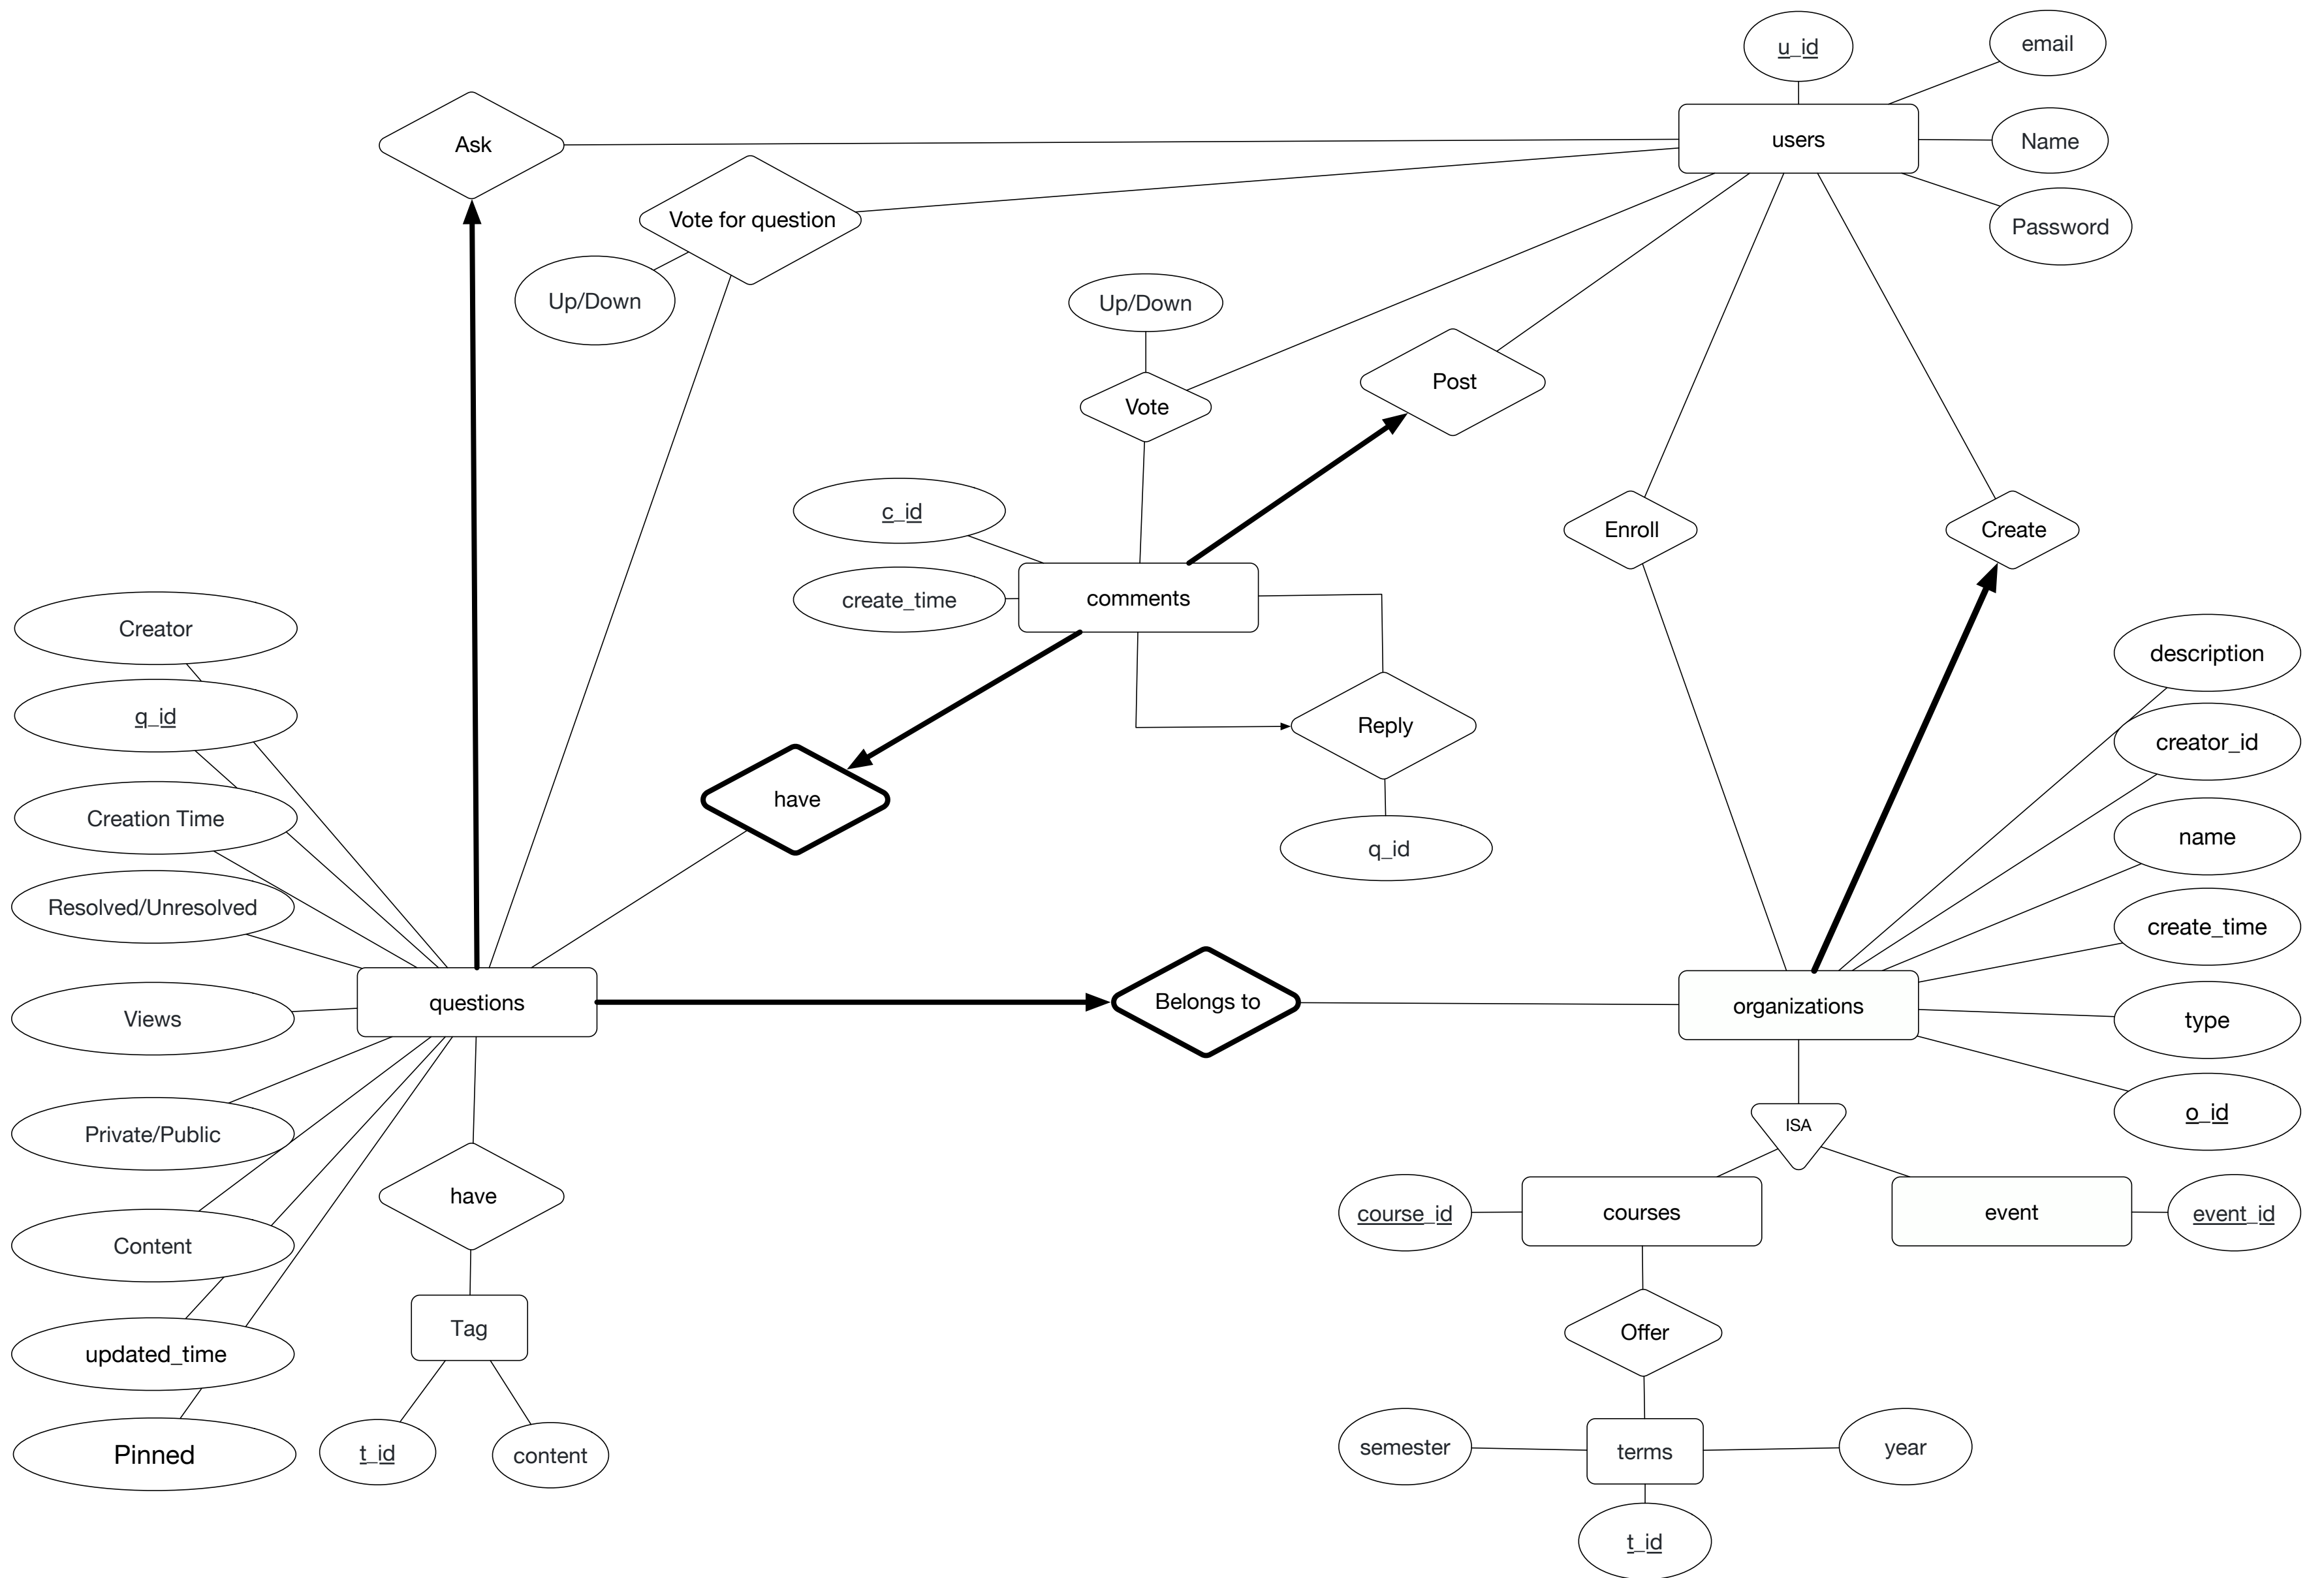 u_id
email
users
Name
Password
Ask
Vote for question
Up/Down
Up/Down
Vote
Post
Enroll
Create
c_id
create_time
comments
Reply
q_id
have
Creator
q_id
Creation Time
Resolved/Unresolved
Views
Private/Public
Content
updated_time
Pinned
questions
Belongs to
organizations
description
creator_id
name
create_time
type
o_id
ISA
have
Tag
t_id
content
course_id
courses
event
event_id
Offer
semester
terms
year
t_id